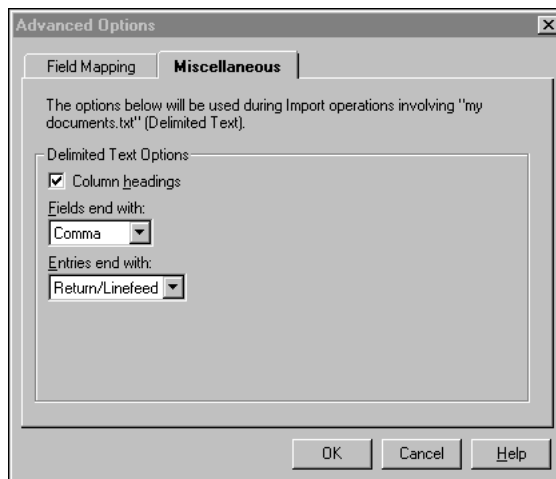 Advanced Options
Field Mapping
Miscellaneous
The options below will be used during Import operations involving "my
documents.txt" (Delimited Text).
Delimited Text Options
Column headings
Fields end with:
Comma
Entries end with:
Return/Linefeed
OK
Cancel
Help